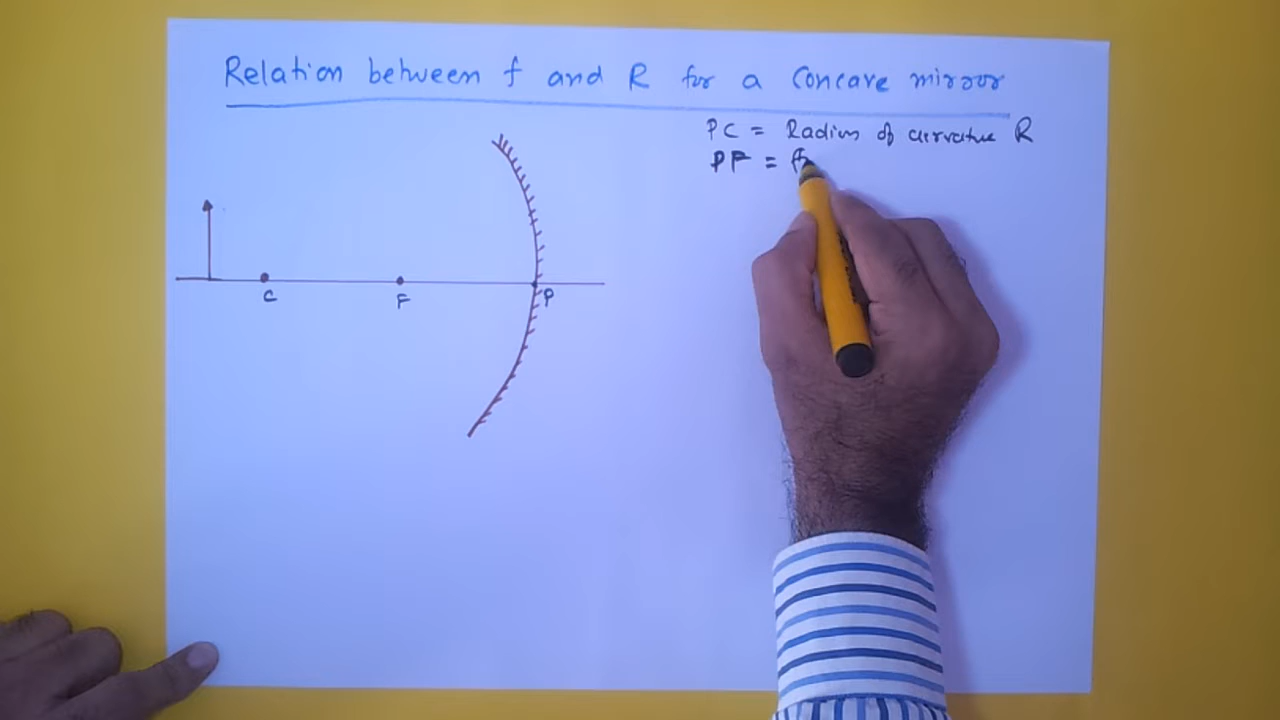 Relation between f and R for a Concave mirror
PC = Radius of curvature R
PF = f
C F P